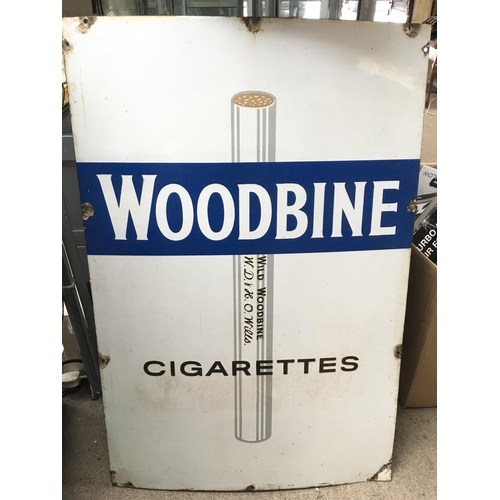 WOODBINE
WILD WOODBINE
W.D. & H.O. Wills.
CIGARETTES